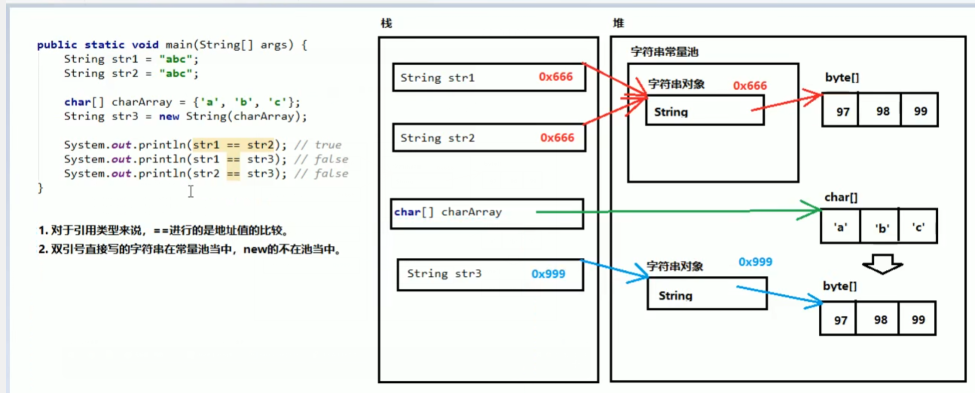 public static void main(String[] args) {
String str1 = "abc";
String str2 = "abc";
char[] charArray = {'a', 'b', 'c'};
String str3 = new String(charArray);
System.out.println(str1 == str2); // true
System.out.println(str1 == str3); // false
System.out.println(str2 == str3); // false
}
1. 对于引用类型来说，==进行的是地址值的比较。
2. 双引号直接写的字符串在常量池当中，new的不在池当中。
栈
String str1 0x666
String str2 0x666
char[] charArray
String str3 0x999
堆
字符串常量池
字符串对象 0x666
String
byte[]
97 98 99
char[]
'a' 'b' 'c'
字符串对象 0x999
String
byte[]
97 98 99